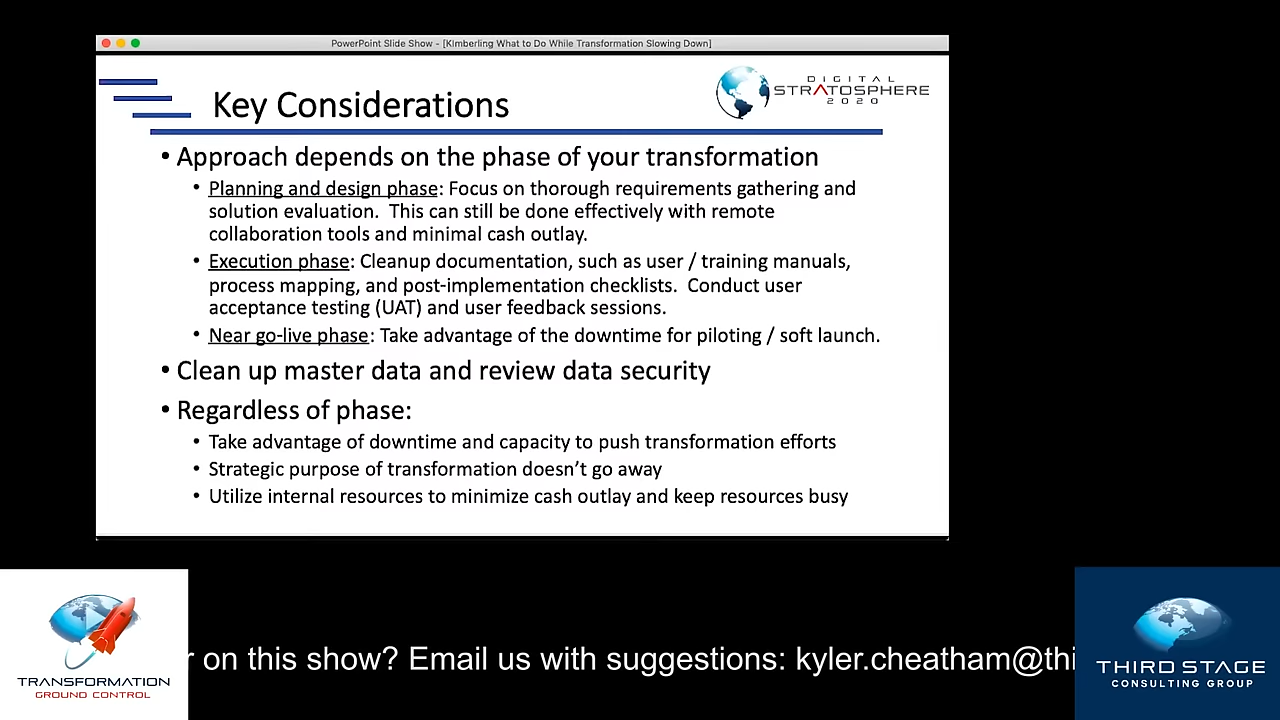 PowerPoint Slide Show - [KImberling What to Do While Transformation Slowing Down]
DIGITAL
STRATOSPHERE
2020
Key Considerations
• Approach depends on the phase of your transformation
• Planning and design phase: Focus on thorough requirements gathering and
solution evaluation.  This can still be done effectively with remote
collaboration tools and minimal cash outlay.
• Execution phase: Cleanup documentation, such as user / training manuals,
process mapping, and post-implementation checklists.  Conduct user
acceptance testing (UAT) and user feedback sessions.
• Near go-live phase: Take advantage of the downtime for piloting / soft launch.
• Clean up master data and review data security
• Regardless of phase:
• Take advantage of downtime and capacity to push transformation efforts
• Strategic purpose of transformation doesn't go away
• Utilize internal resources to minimize cash outlay and keep resources busy
TRANSFORMATION
GROUND CONTROL
on this show? Email us with suggestions: kyler.cheatham@thi
THIRD STAGE
CONSULTING GROUP